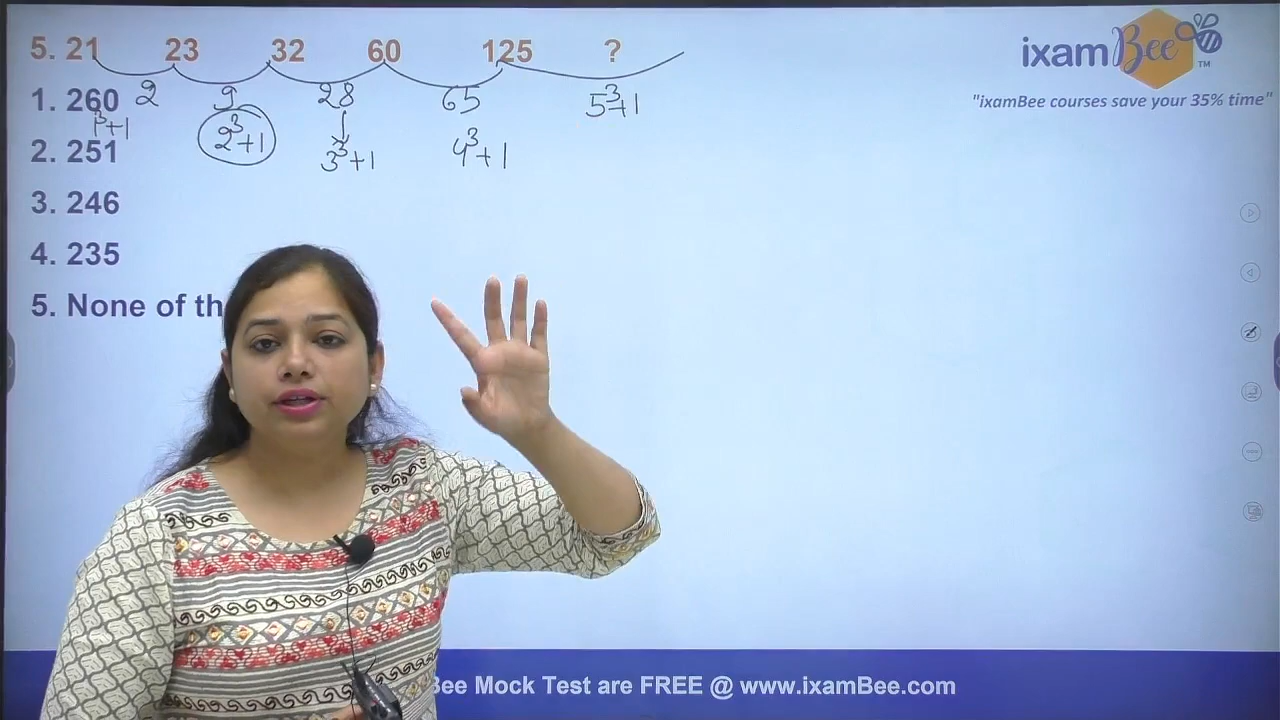 5. 21 23 32 60 125 ?
1. 260 2 9 28 65 5³+1
1³+1 2³+1 3³+1 4³+1
2. 251
3. 246
4. 235
5. None of th
ixamBee ™
"ixamBee courses save your 35% time"
Bee Mock Test are FREE @ www.ixamBee.com